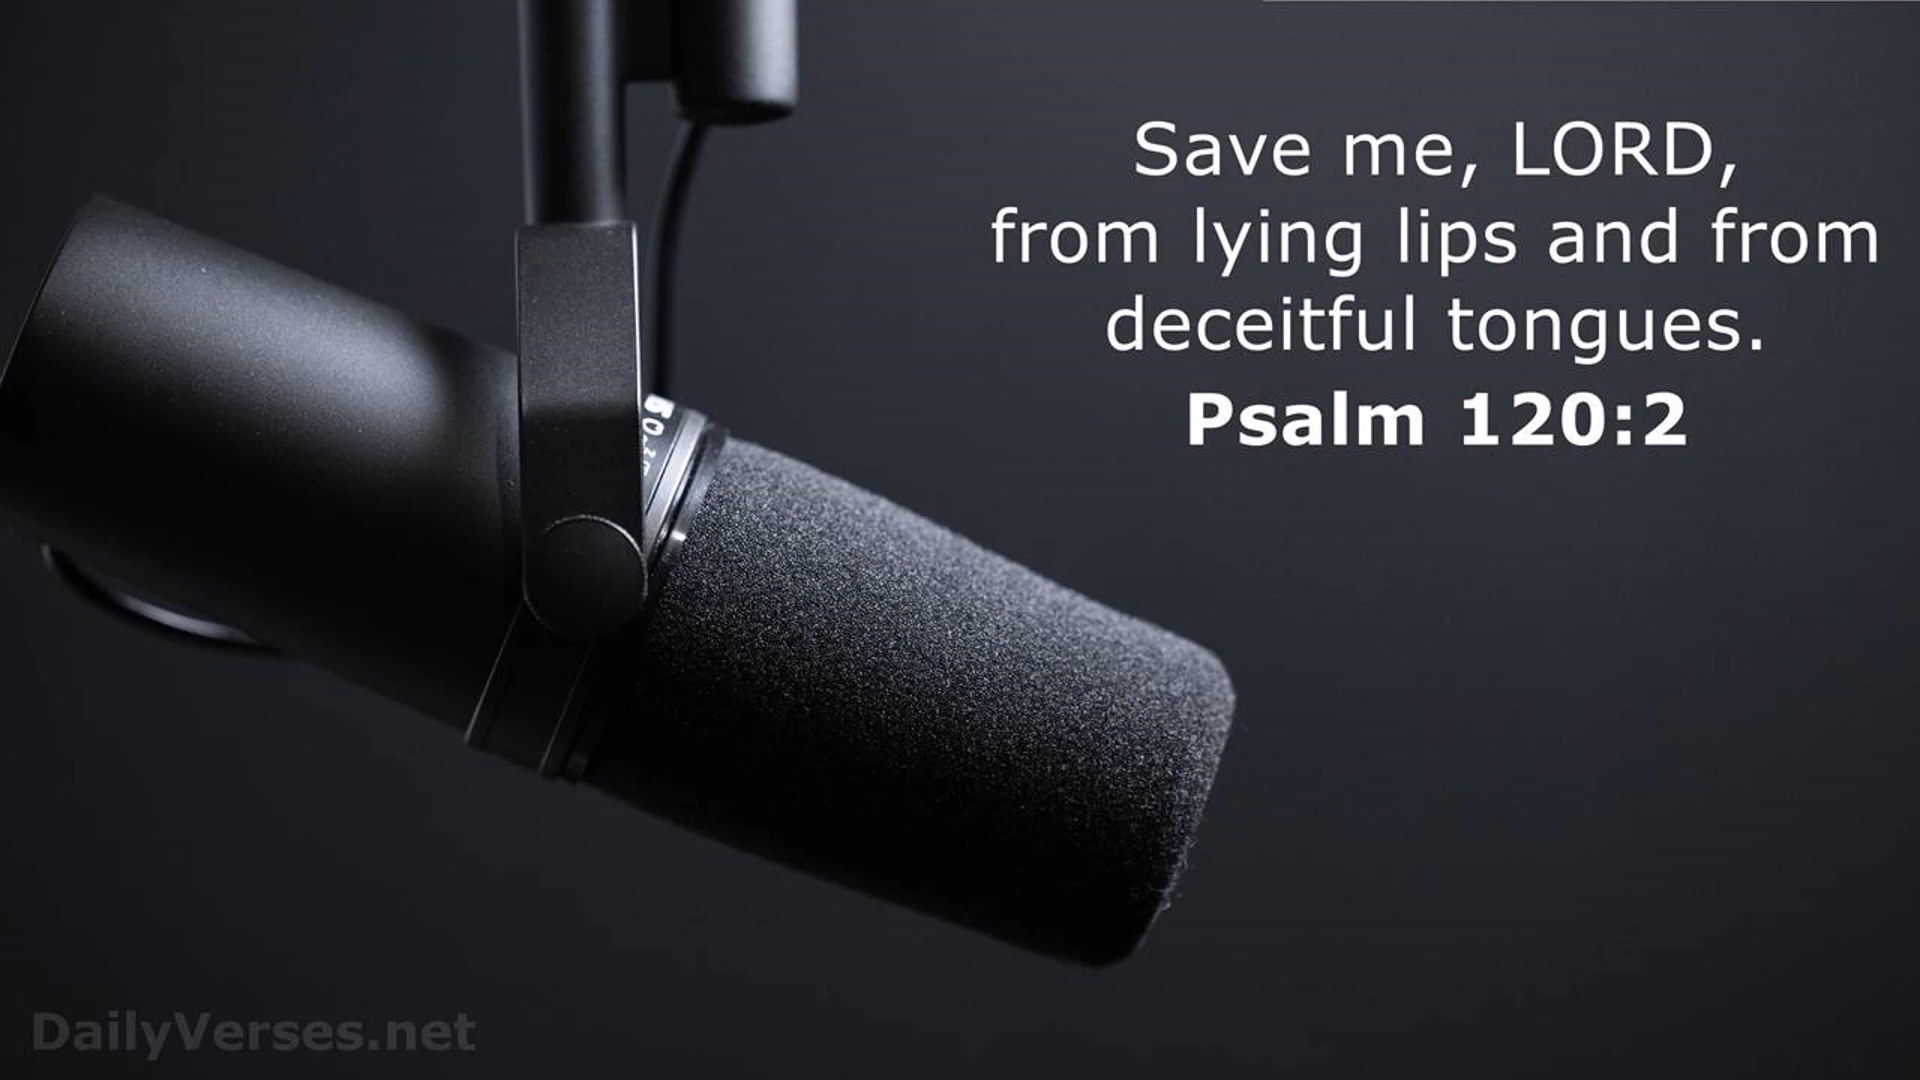 Save me, LORD,
from lying lips and from
deceitful tongues.
Psalm 120:2
DailyVerses.net